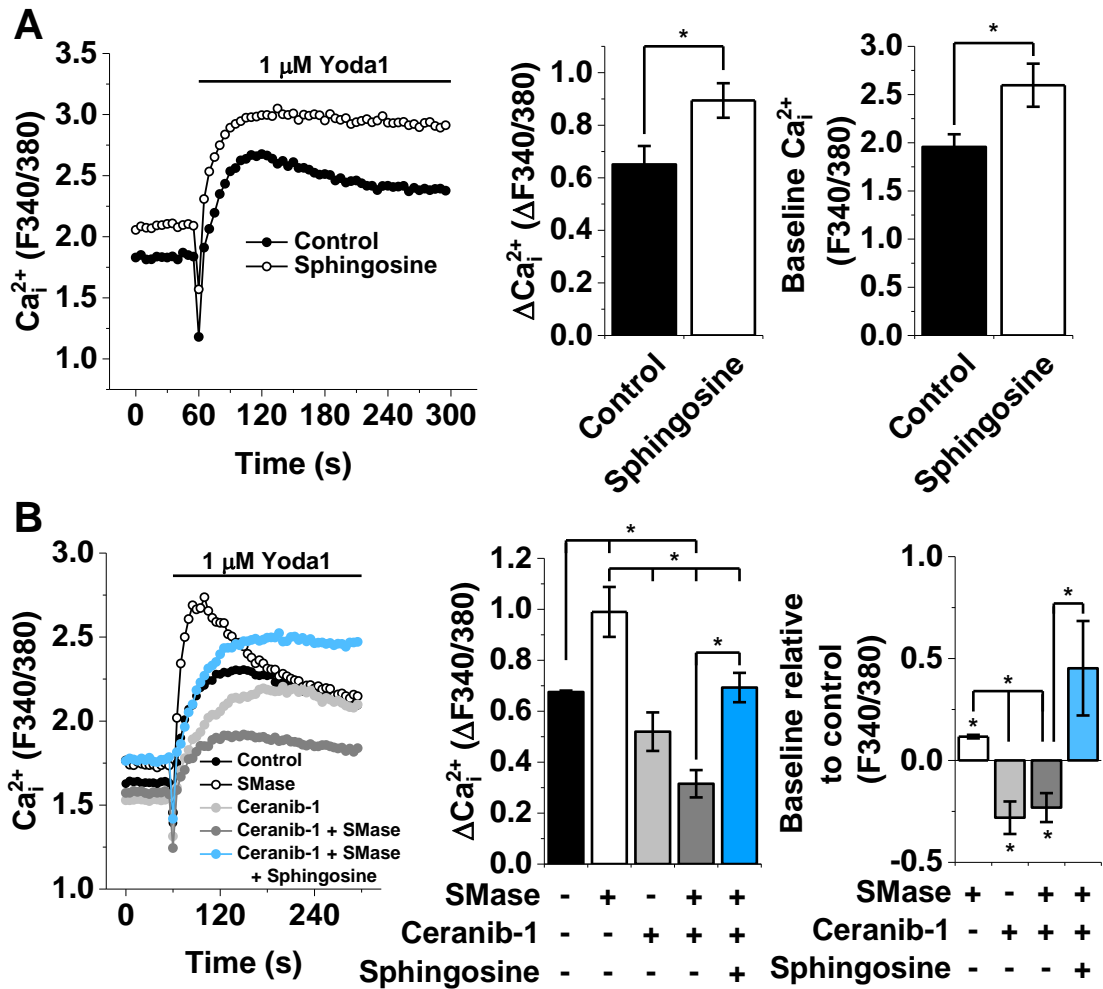 A
1 µM Yoda1
Ca2+i (F340/380)
3.5
3.0
2.5
2.0
1.5
1.0
Control
Sphingosine
0 60 120 180 240 300
Time (s)
ΔCa2+i (ΔF340/380)
1.0
0.8
0.6
0.4
0.2
0.0
*
Control
Sphingosine
Baseline Ca2+i
(F340/380)
3.0
2.5
2.0
1.5
1.0
0.5
0.0
*
Control
Sphingosine
B
1 µM Yoda1
Ca2+i (F340/380)
3.0
2.5
2.0
1.5
1.0
Control
SMase
Ceranib-1
Ceranib-1 + SMase
Ceranib-1 + SMase
+ Sphingosine
0 120 240
Time (s)
ΔCa2+i (ΔF340/380)
1.2
1.0
0.8
0.6
0.4
0.2
0.0
*
*
*
SMase - + - + +
Ceranib-1 - - + + +
Sphingosine - - - - +
Baseline relative
to control
(F340/380)
1.0
0.5
0.0
-0.5
*
*
*
*
*
SMase + - + +
Ceranib-1 - + + +
Sphingosine - - - +